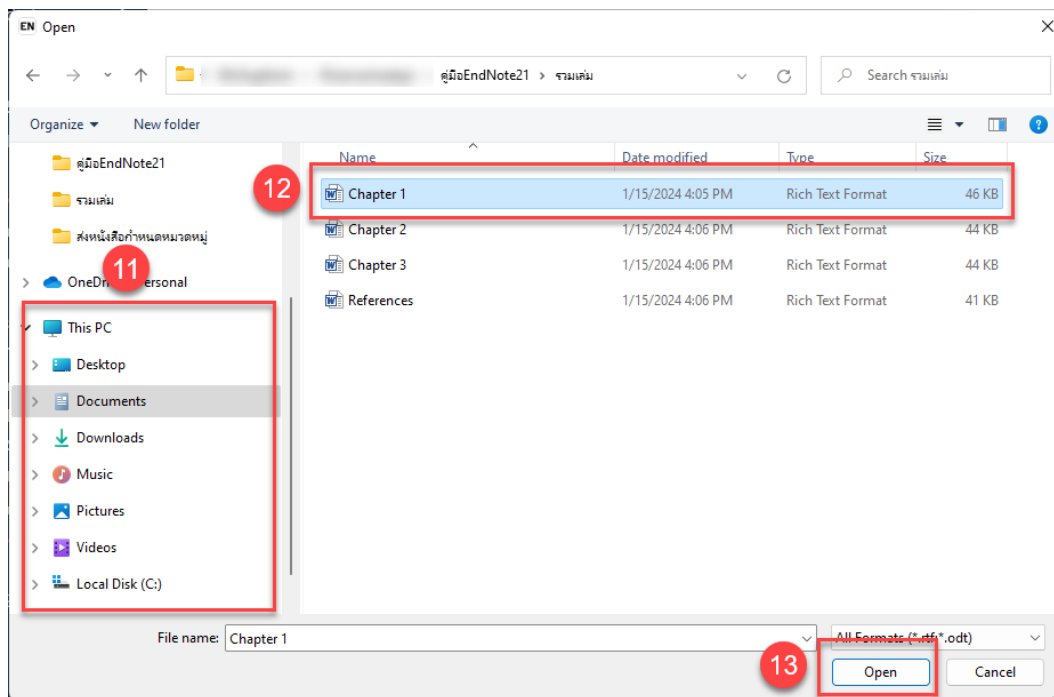 EN Open
คู่มือEndNote21 > รวมเล่ม
Search รวมเล่ม
Organize New folder
Name Date modified Type Size
คู่มือEndNote21
รวมเล่ม
ส่งหนังสือกำหนดหมวดหมู่
OneDrive Personal
This PC
Desktop
Documents
Downloads
Music
Pictures
Videos
Local Disk (C:)
11
12
Chapter 1 1/15/2024 4:05 PM Rich Text Format 46 KB
Chapter 2 1/15/2024 4:06 PM Rich Text Format 44 KB
Chapter 3 1/15/2024 4:06 PM Rich Text Format 44 KB
References 1/15/2024 4:06 PM Rich Text Format 41 KB
File name: Chapter 1
All Formats (*.rtf;*.odt)
13
Open Cancel